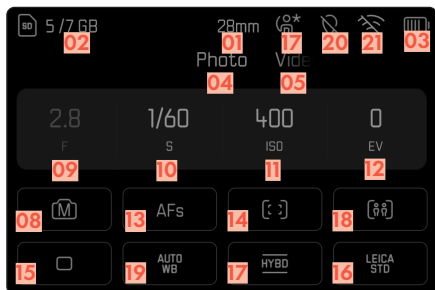 SD 5 /7 GB 28mm
02 01 17 20 21 03
Photo Vide
04 05
2.8 1/60 400 0
F S ISO EV
09 10 11 12
M AFs
08 13 14 18
AUTO WB HYBD LEICA STD
15 19 17 16